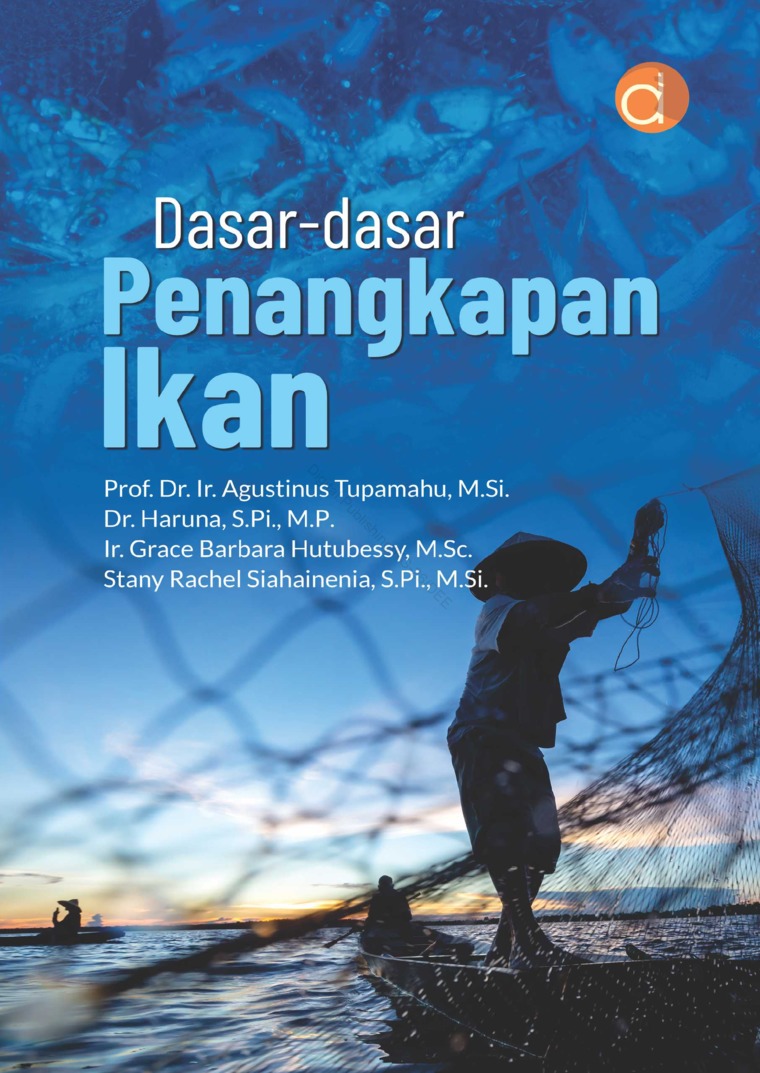 Dasar-dasar
Penangkapan
Ikan
Prof. Dr. Ir. Agustinus Tupamahu, M.Si.
Dr. Haruna, S.Pi., M.P.
Ir. Grace Barbara Hutubessy, M.Sc.
Stany Rachel Siahainenia, S.Pi., M.Si.